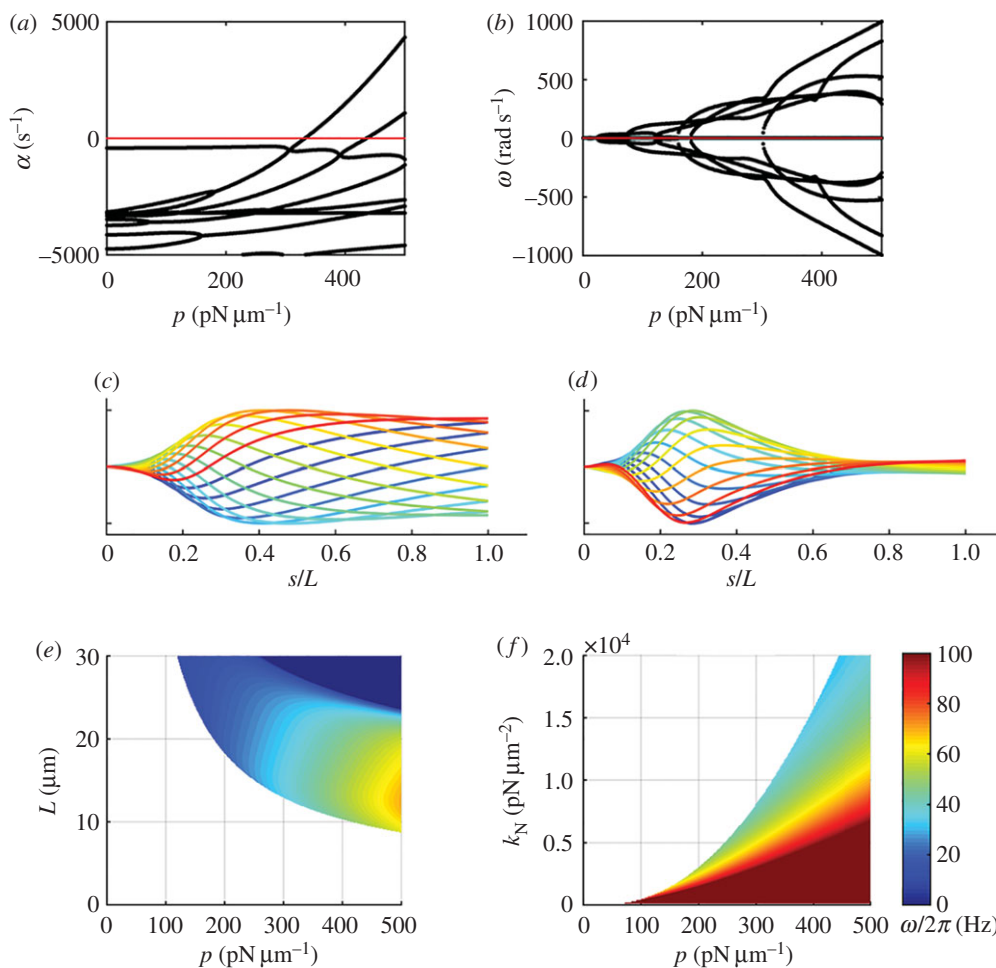 (a)
5000
0
−5000
α (s⁻¹)
0 200 400
p (pN μm⁻¹)
(b)
1000
500
0
−500
−1000
ω (rad s⁻¹)
0 200 400
p (pN μm⁻¹)
(c)
0 0.2 0.4 0.6 0.8 1.0
s/L
(d)
0 0.2 0.4 0.6 0.8 1.0
s/L
(e)
30
20
10
0
L (μm)
0 100 200 300 400 500
p (pN μm⁻¹)
(f)
×10⁴
2.0
1.5
1.0
0.5
0
k_N (pN μm⁻²)
0 100 200 300 400 500
p (pN μm⁻¹)
100
80
60
40
20
0
ω/2π (Hz)